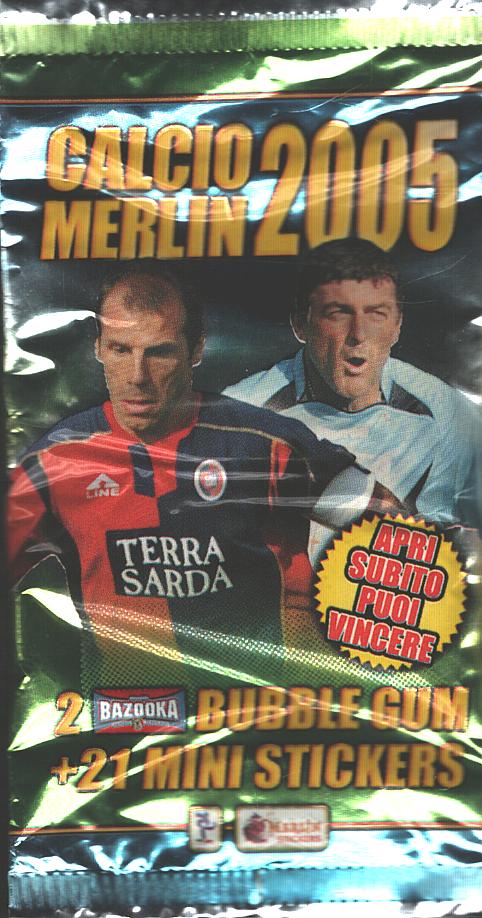 CALCIO
MERLIN 2005
LINE
TERRA
SARDA
APRI
SUBITO
PUOI
VINCERE
2 BAZOOKA BUBBLE GUM
+21 MINI STICKERS